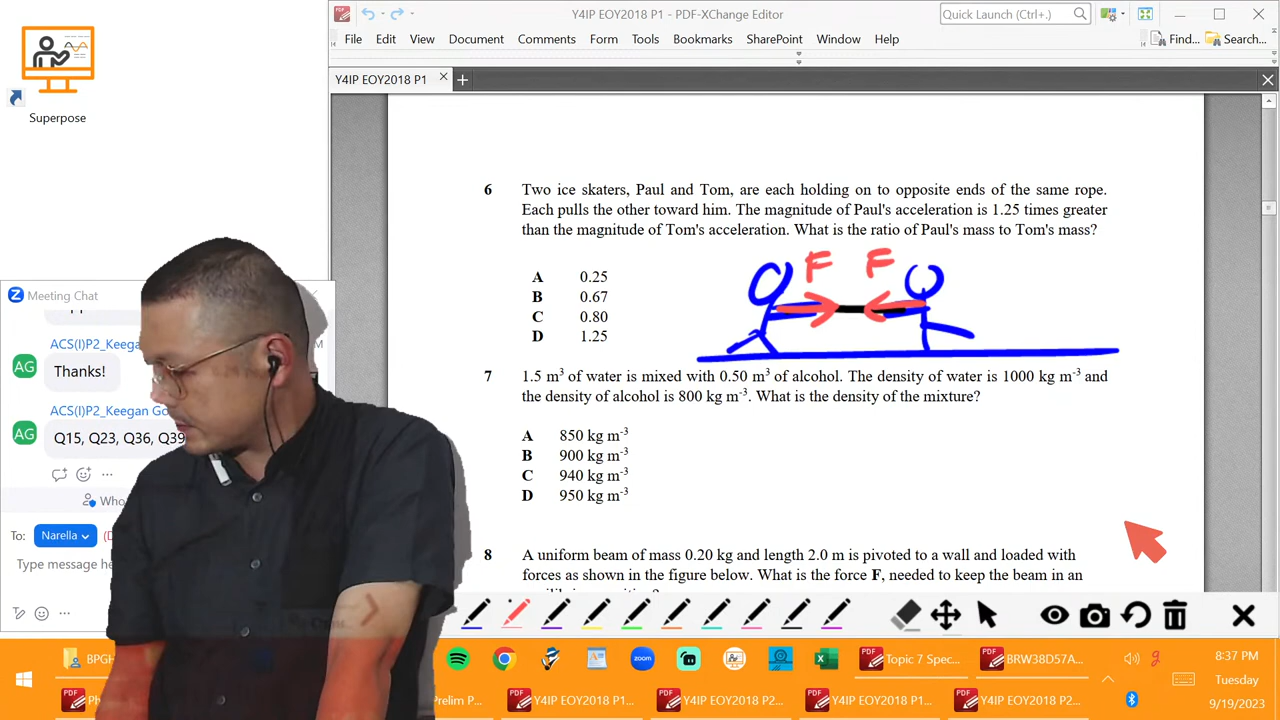 Y4IP EOY2018 P1 - PDF-XChange Editor
Quick Launch (Ctrl+.)
File Edit View Document Comments Form Tools Bookmarks SharePoint Window Help
Find...
Search...
Y4IP EOY2018 P1
Superpose
6 Two ice skaters, Paul and Tom, are each holding on to opposite ends of the same rope.
Each pulls the other toward him. The magnitude of Paul's acceleration is 1.25 times greater
than the magnitude of Tom's acceleration. What is the ratio of Paul's mass to Tom's mass?
F F
A 0.25
B 0.67
C 0.80
D 1.25
7 1.5 m³ of water is mixed with 0.50 m³ of alcohol. The density of water is 1000 kg m⁻³ and
the density of alcohol is 800 kg m⁻³. What is the density of the mixture?
A 850 kg m⁻³
B 900 kg m⁻³
C 940 kg m⁻³
D 950 kg m⁻³
8 A uniform beam of mass 0.20 kg and length 2.0 m is pivoted to a wall and loaded with
forces as shown in the figure below. What is the force F, needed to keep the beam in an
Meeting Chat
ACS(I)P2_Keega
AG
Thanks!
ACS(I)P2_Keegan Go
AG
Q15, Q23, Q36, Q39
Who
To: Narella
Type message he
BPGH
zoom
Topic 7 Spec...
BRW38D57A...
8:37 PM
Tuesday
9/19/2023
Prelim P...
Y4IP EOY2018 P1...
Y4IP EOY2018 P2...
Y4IP EOY2018 P1...
Y4IP EOY2018 P2...